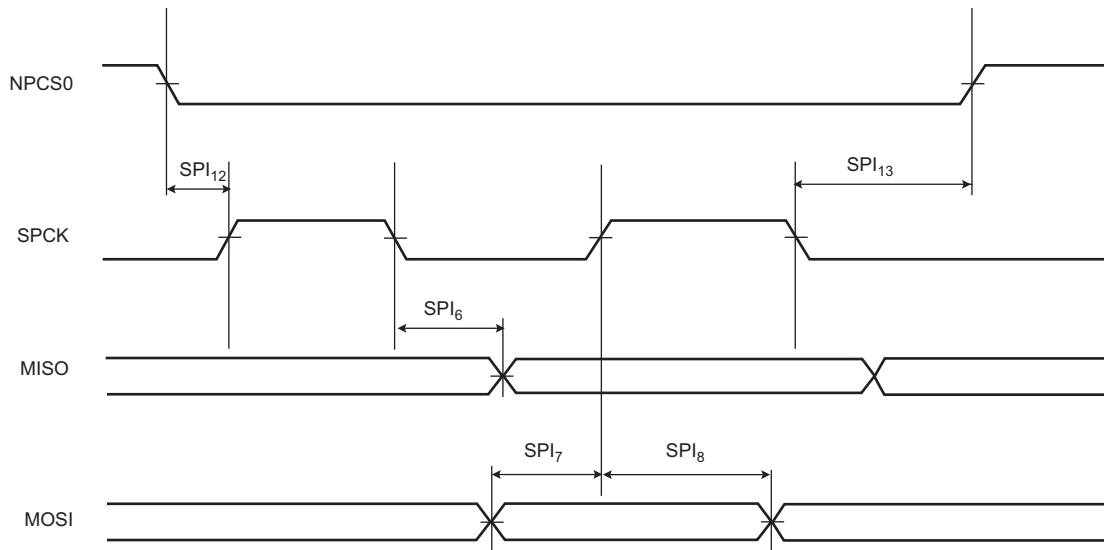 NPCS0
SPI₁₂
SPI₁₃
SPCK
SPI₆
MISO
SPI₇
SPI₈
MOSI